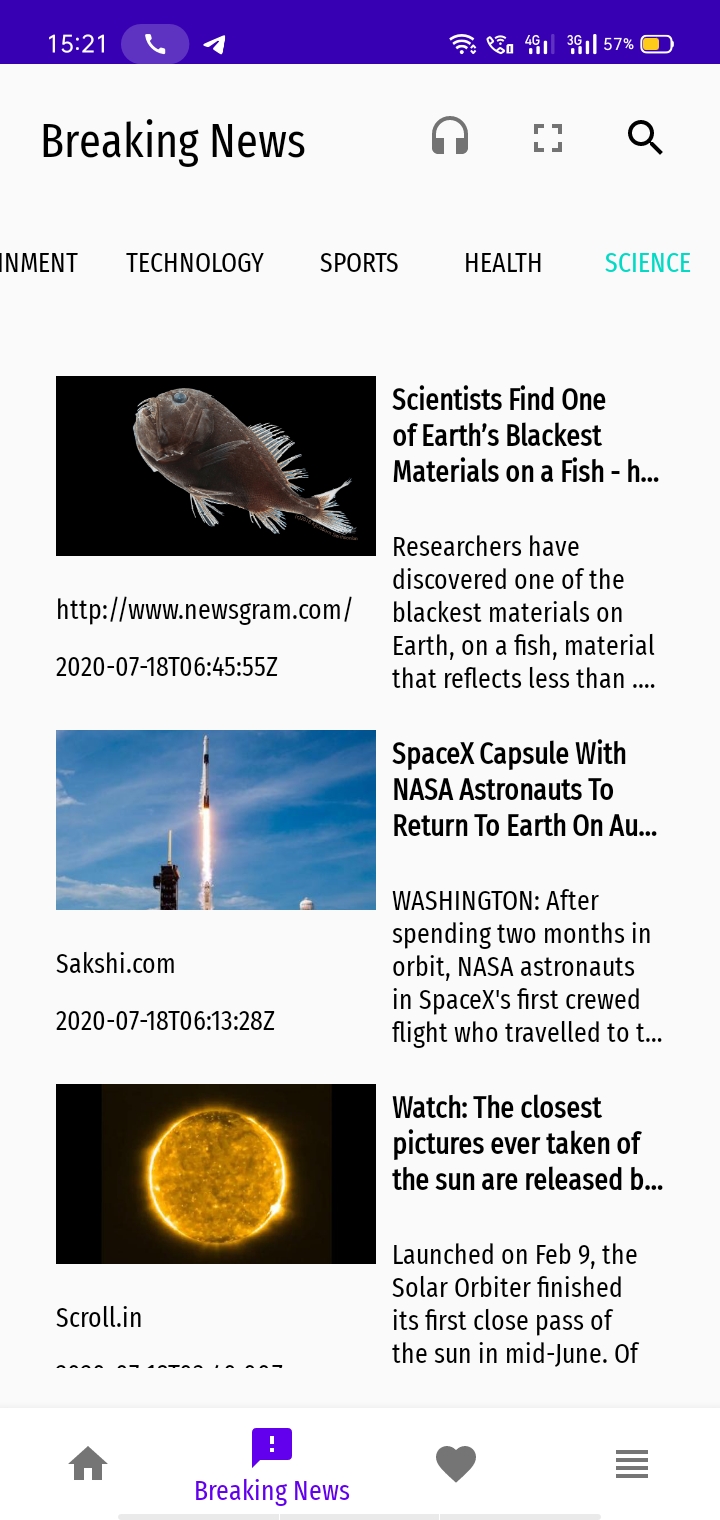 15:21
4G
3G
57%
Breaking News
INMENT
TECHNOLOGY
SPORTS
HEALTH
SCIENCE
Scientists Find One
of Earth’s Blackest
Materials on a Fish - h...
Researchers have
discovered one of the
blackest materials on
Earth, on a fish, material
that reflects less than ....
http://www.newsgram.com/
2020-07-18T06:45:55Z
SpaceX Capsule With
NASA Astronauts To
Return To Earth On Au...
WASHINGTON: After
spending two months in
orbit, NASA astronauts
in SpaceX's first crewed
flight who travelled to t...
Sakshi.com
2020-07-18T06:13:28Z
Watch: The closest
pictures ever taken of
the sun are released b...
Launched on Feb 9, the
Solar Orbiter finished
its first close pass of
the sun in mid-June. Of
Scroll.in
Breaking News